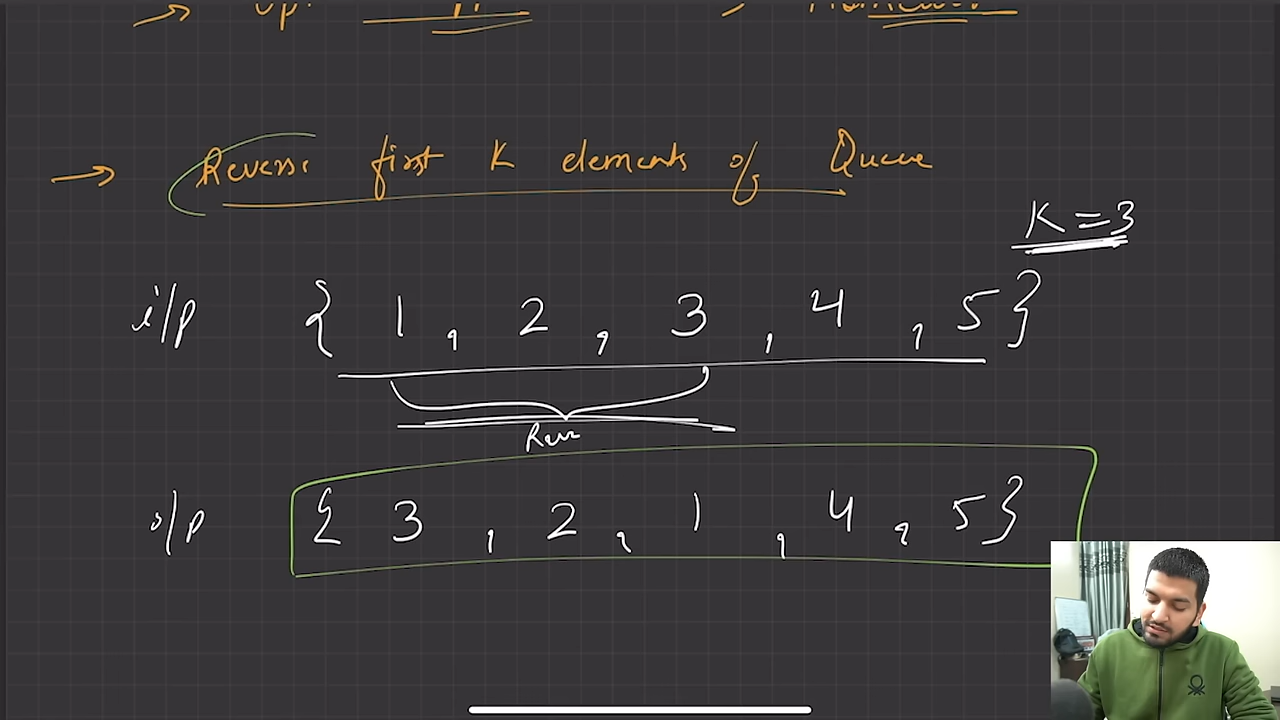 → Reverse first K elements of Queue
K=3
i/p { 1 , 2 , 3 , 4 , 5 }
Rev
o/p { 3 , 2 , 1 , 4 , 5 }